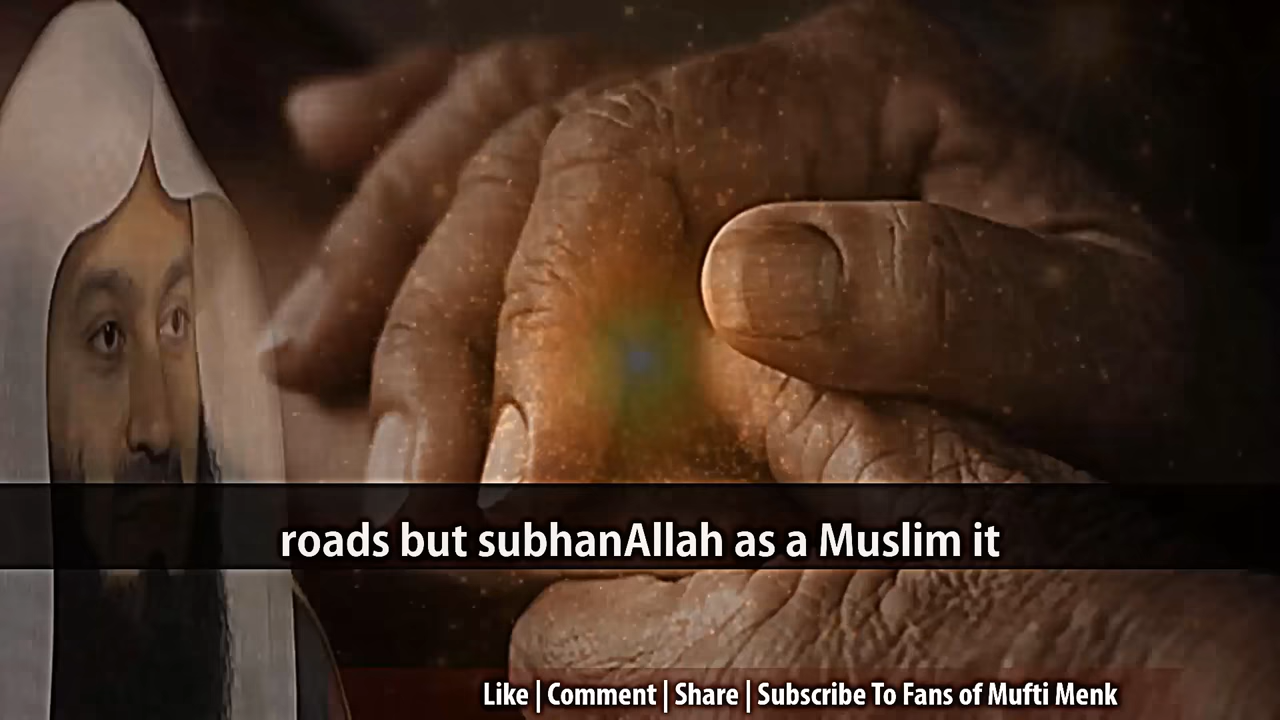 roads but subhanAllah as a Muslim it
Like | Comment | Share | Subscribe To Fans of Mufti Menk